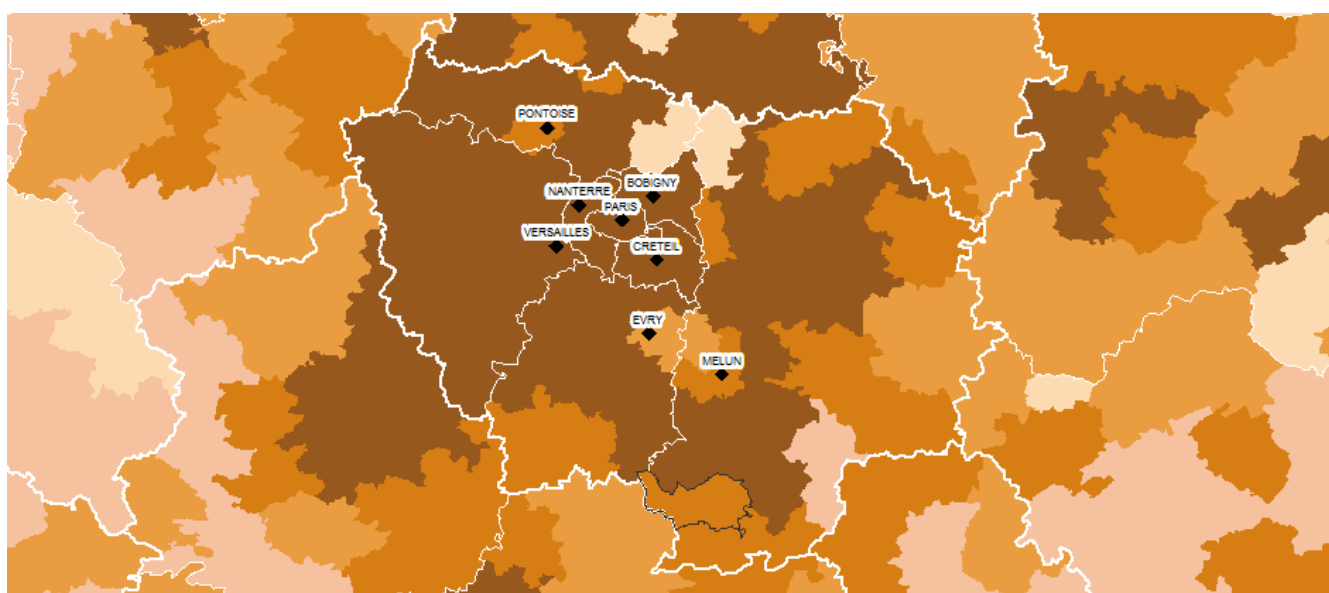 PONTOISE
NANTERRE
BOBIGNY
PARIS
VERSAILLES
CRETEIL
EVRY
MELUN